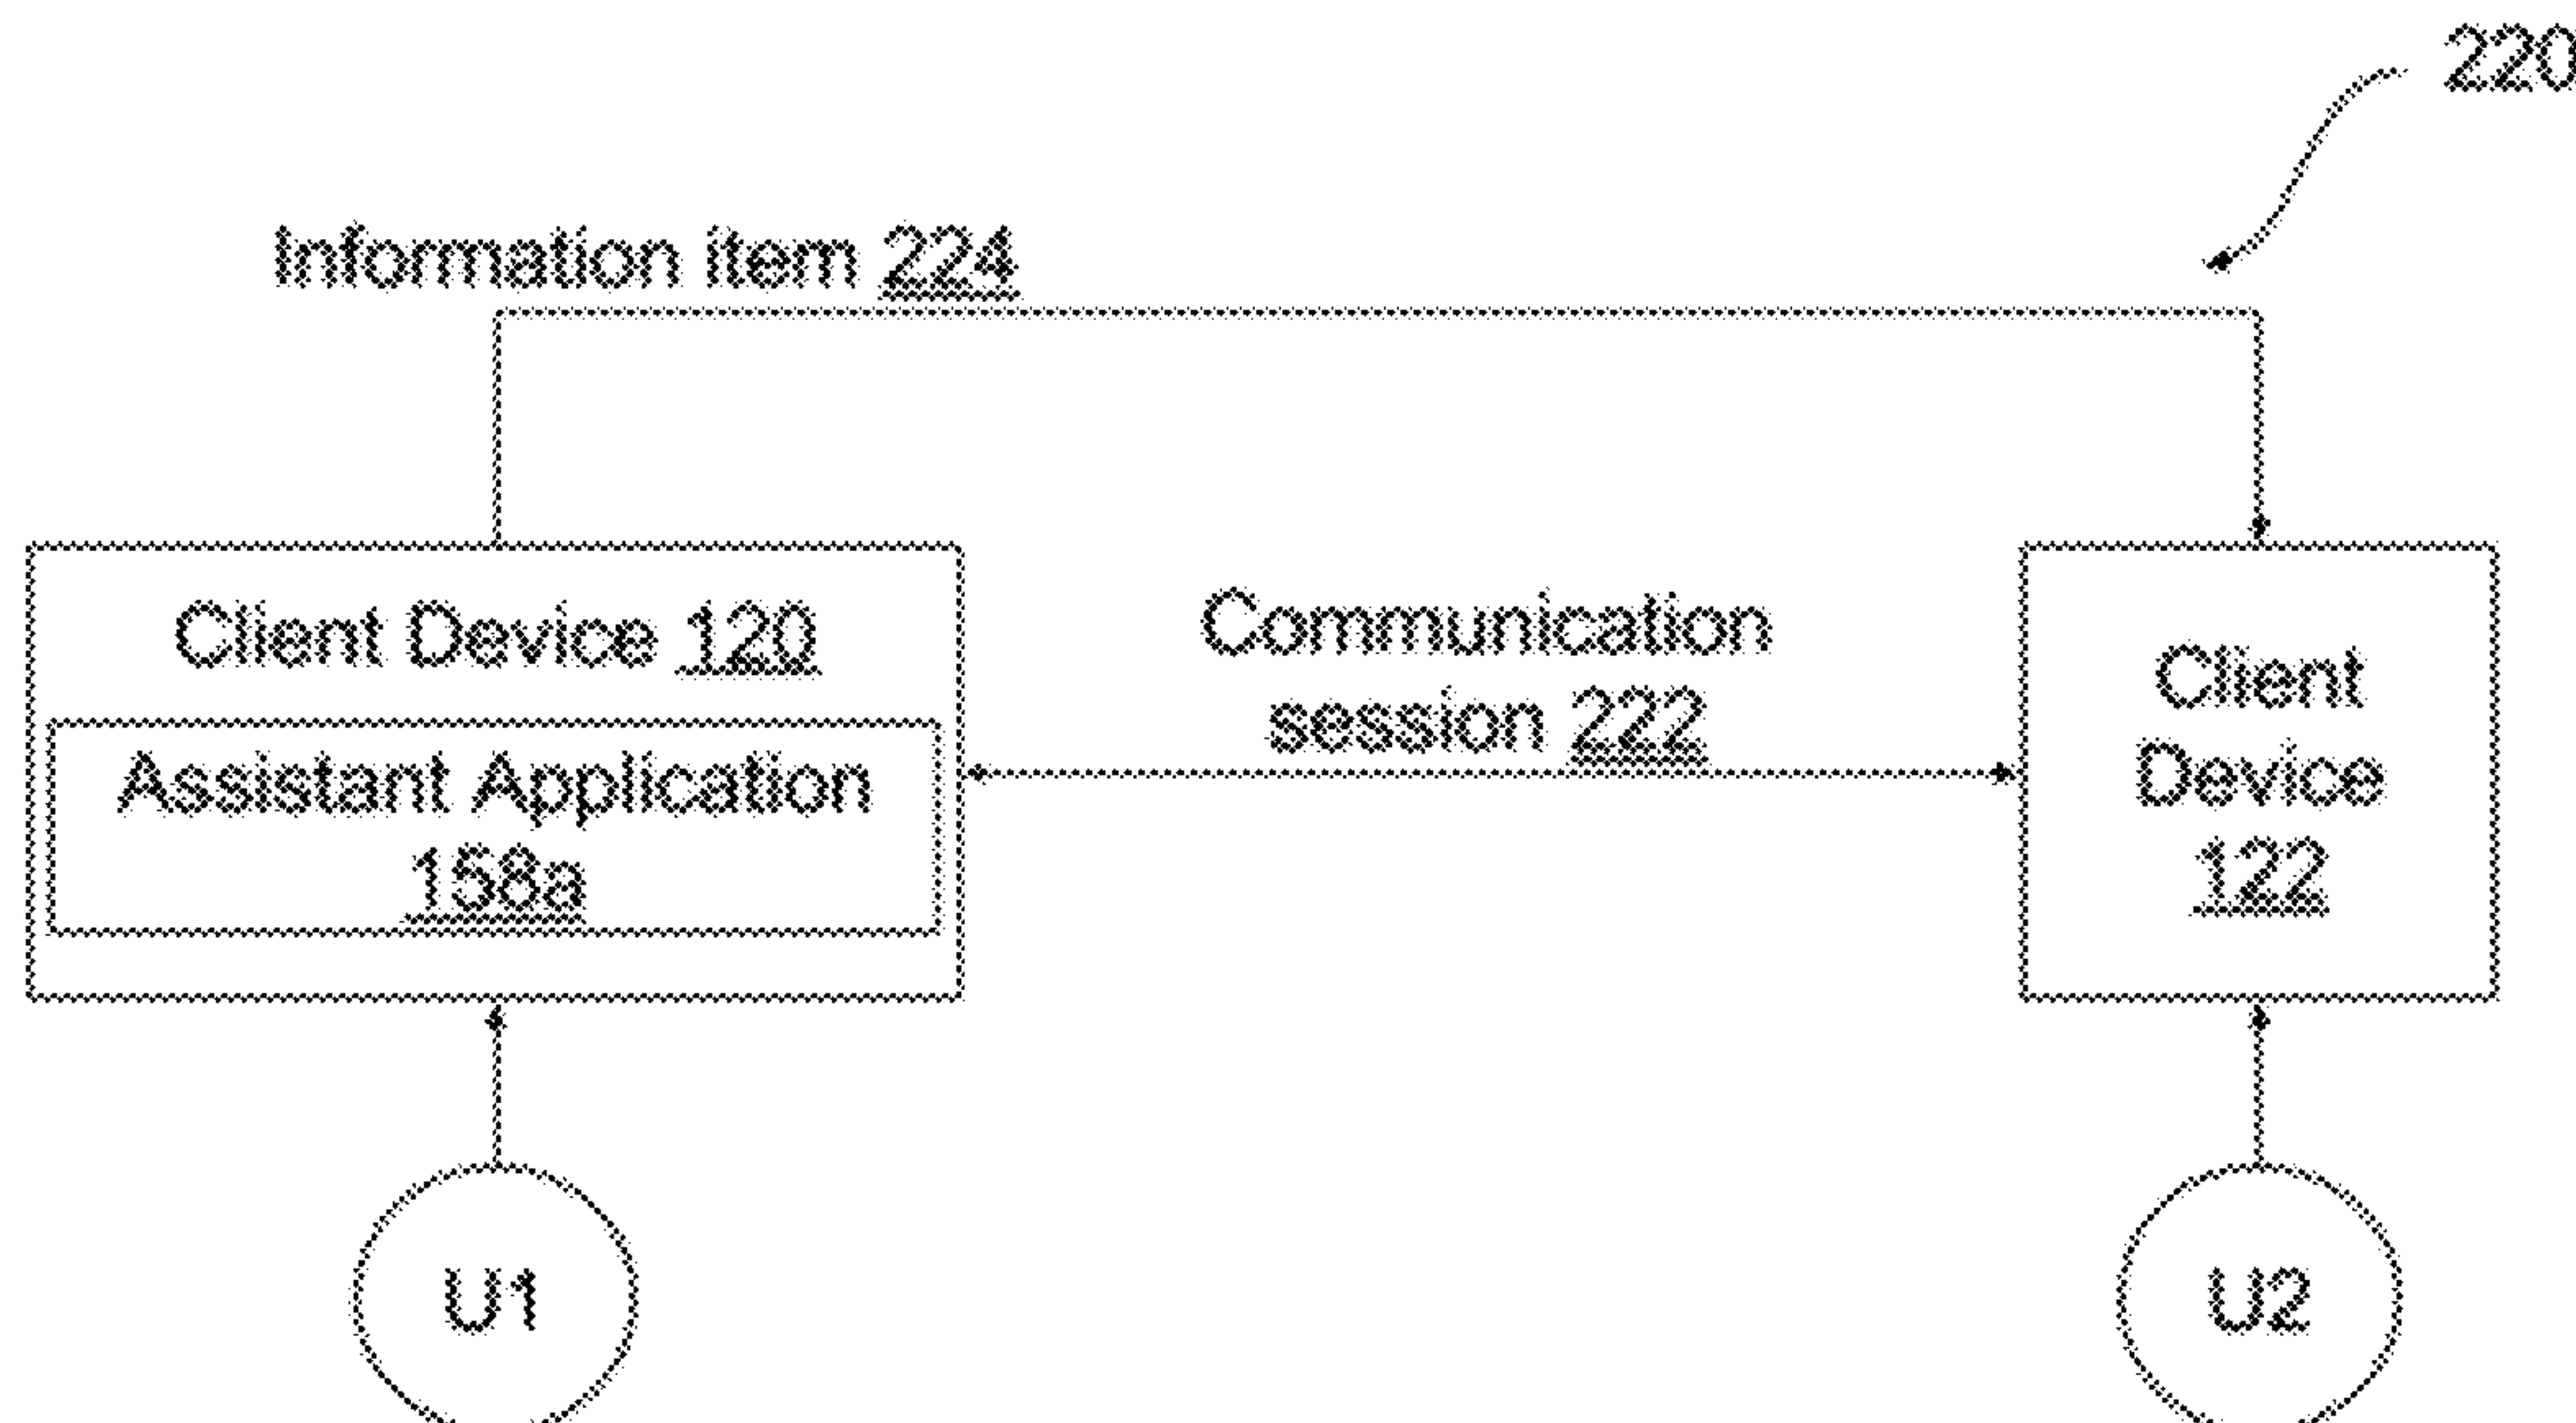 220
Information item 224
Client Device 120
Assistant Application
158a
Communication
session 222
Client
Device
122
U1
U2